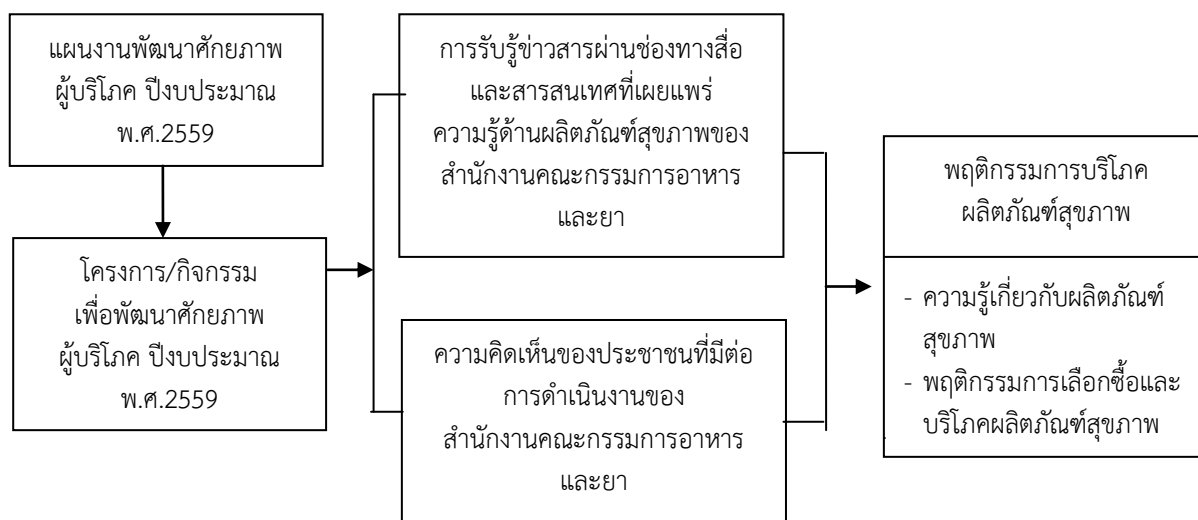 แผนงานพัฒนาศักยภาพ
ผู้บริโภค ปีงบประมาณ
พ.ศ.2559
โครงการ/กิจกรรม
เพื่อพัฒนาศักยภาพ
ผู้บริโภค ปีงบประมาณ
พ.ศ.2559
การรับรู้ข่าวสารผ่านช่องทางสื่อ
และสารสนเทศที่เผยแพร่
ความรู้ด้านผลิตภัณฑ์สุขภาพของ
สำนักงานคณะกรรมการอาหาร
และยา
ความคิดเห็นของประชาชนที่มีต่อ
การดำเนินงานของ
สำนักงานคณะกรรมการอาหาร
และยา
พฤติกรรมการบริโภค
ผลิตภัณฑ์สุขภาพ
- ความรู้เกี่ยวกับผลิตภัณฑ์
สุขภาพ
- พฤติกรรมการเลือกซื้อและ
บริโภคผลิตภัณฑ์สุขภาพ